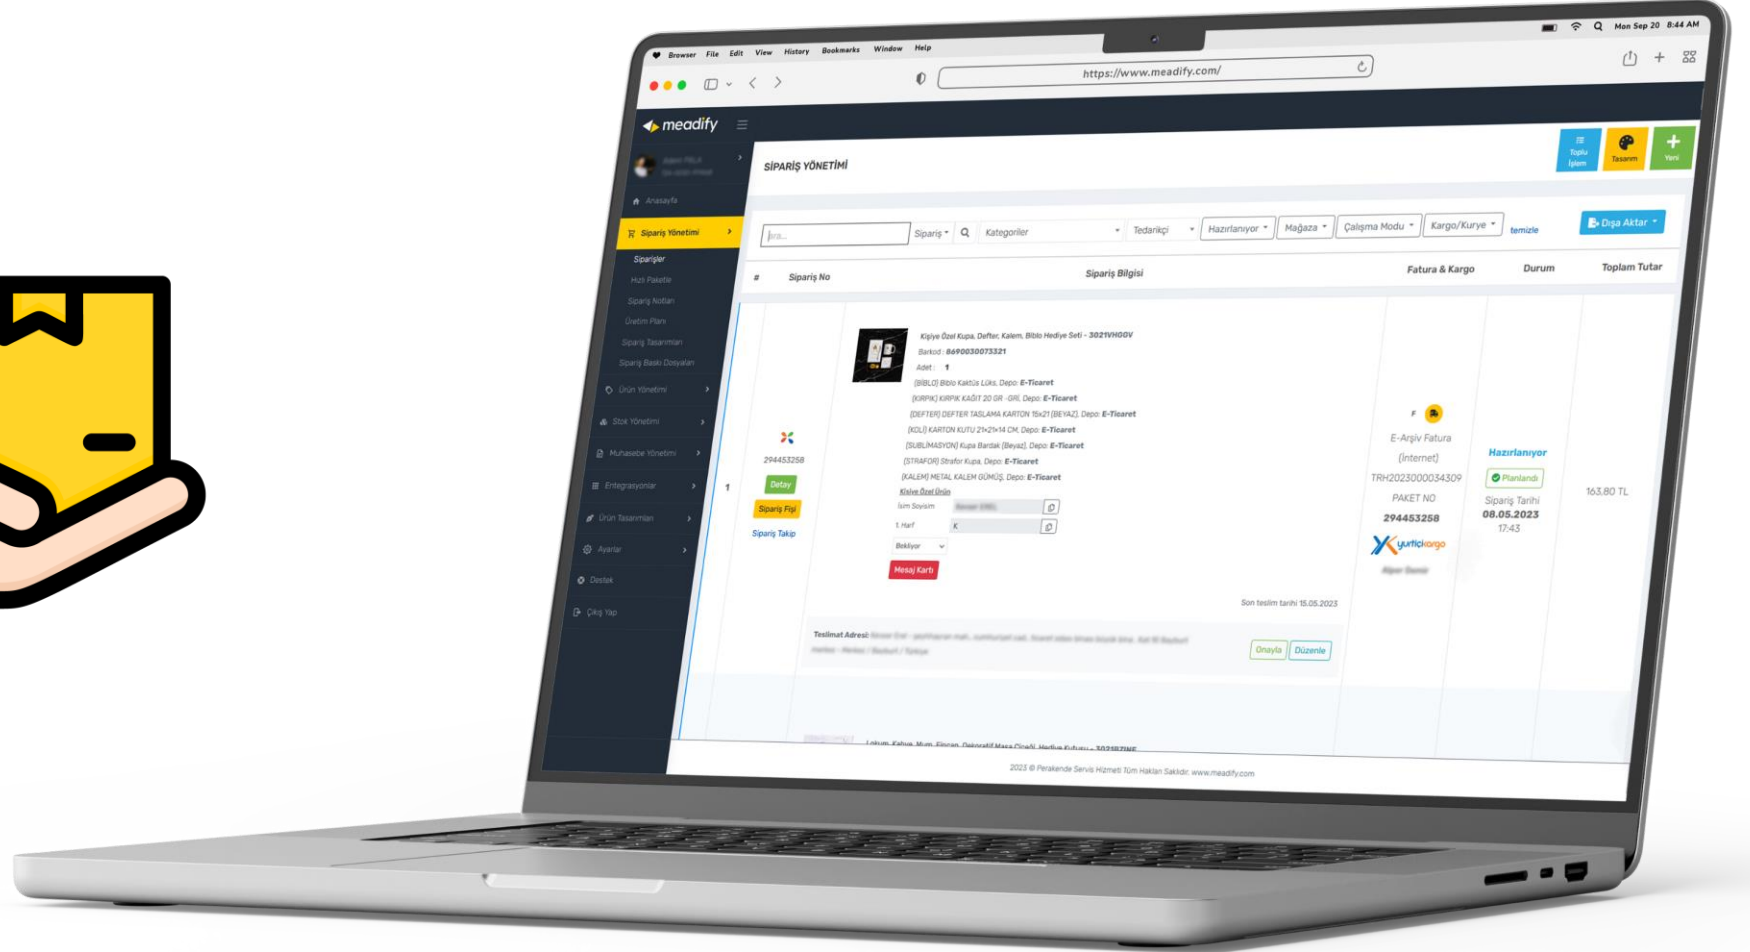 Browser File Edit View History Bookmarks Window Help
Mon Sep 20 8:44 AM
https://www.meadify.com/
meadify
SİPARİŞ YÖNETİMİ
Toplu İşlem
Tasarım
Yeni
Anasayfa
Sipariş Yönetimi
Siparişler
Hızlı Paketle
Sipariş Notları
Üretim Planı
Sipariş Tasarımları
Sipariş Baskı Dosyaları
Ürün Yönetimi
Stok Yönetimi
Muhasebe Yönetimi
Entegrasyonlar
Ürün Tasarımları
Ayarlar
Destek
Çıkış Yap
Sipariş Kategoriler Tedarikçi Hazırlanıyor Mağaza Çalışma Modu Kargo/Kurye temizle Dışa Aktar
# Sipariş No Sipariş Bilgisi Fatura & Kargo Durum Toplam Tutar
1
294453258
Detay
Sipariş Fişi
Sipariş Takip
Kişiye Özel Kupa, Defter, Kalem, Biblo Hediye Seti - 3021VHGGV
Barkod : 8690030073321
Adet : 1
(BİBLO) Biblo Kaktüs Lüks, Depo: E-Ticaret
(KIRPIK) KIRPIK KAĞIT 20 GR -GRİ, Depo: E-Ticaret
(DEFTER) DEFTER TASLAMA KARTON 15x21 (BEYAZ), Depo: E-Ticaret
(KOLİ) KARTON KUTU 21×21×14 CM, Depo: E-Ticaret
(SUBLİMASYON) Kupa Bardak (Beyaz), Depo: E-Ticaret
(STRAFOR) Strafor Kupa, Depo: E-Ticaret
(KALEM) METAL KALEM GÜMÜŞ, Depo: E-Ticaret
Kişiye Özel Ürün
İsim Soyisim
1. Harf K
Bekliyor
Mesaj Kartı
Son teslim tarihi 15.05.2023
Teslimat Adresi:
Onayla Düzenle
F
E-Arşiv Fatura
(İnternet)
TRH2023000034309
PAKET NO
294453258
yurtiçikargo
Hazırlanıyor
Planlandı
Sipariş Tarihi
08.05.2023
17:43
163,80 TL
Lokum, Kahve, Mum, Fincan, Dekoratif Masa Çiçeği, Hediye Kutusu -
2023 © Perakende Servis Hizmeti Tüm Hakları Saklıdır. www.meadify.com